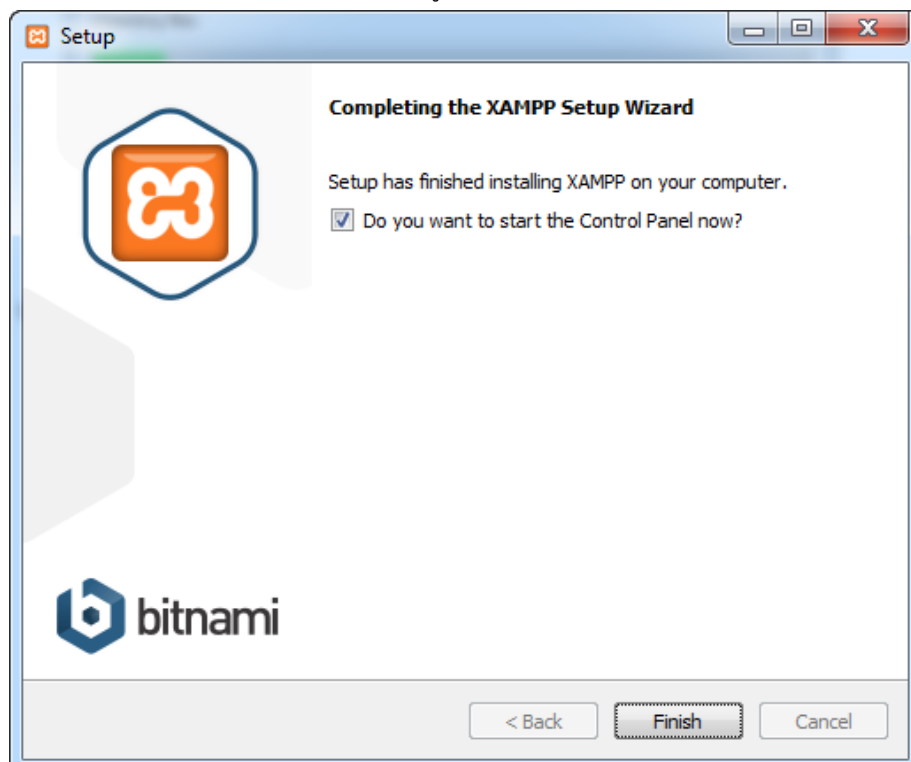 Setup
Completing the XAMPP Setup Wizard
Setup has finished installing XAMPP on your computer.
Do you want to start the Control Panel now?
bitnami
< Back Finish Cancel